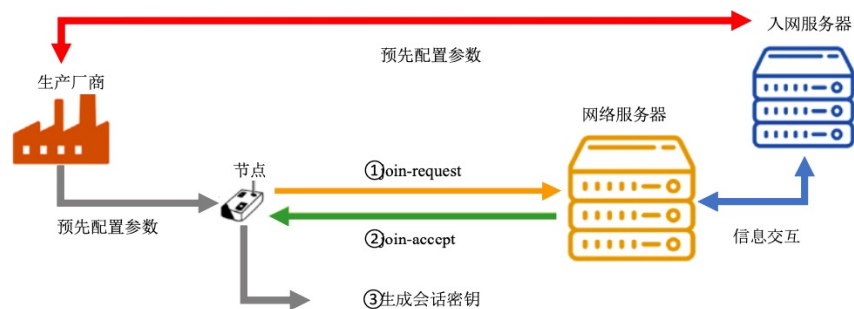 入网服务器
预先配置参数
生产厂商
网络服务器
节点
①join-request
预先配置参数
②join-accept
信息交互
③生成会话密钥